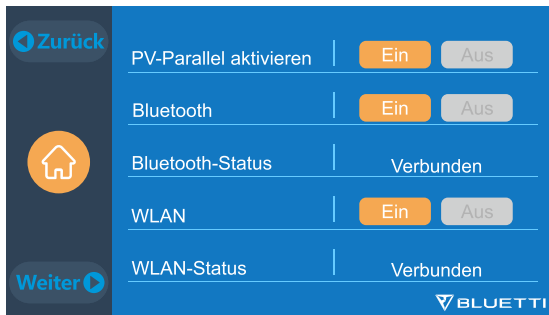 Zurück
PV-Parallel aktivieren Ein Aus
Bluetooth Ein Aus
Bluetooth-Status Verbunden
WLAN Ein Aus
WLAN-Status Verbunden
Weiter
BLUETTI